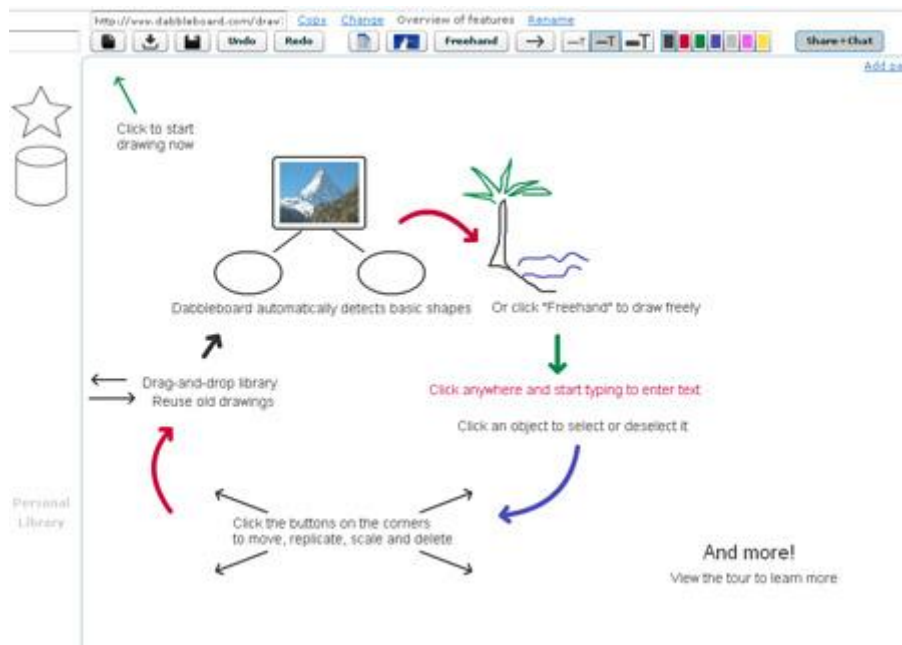 http://www.dabbleboard.com/draw? Copy Change Overview of features Rename
Undo Redo Freehand T T T Share+Chat
Add pa
Click to start
drawing now
Dabbleboard automatically detects basic shapes
Or click "Freehand" to draw freely
Drag-and-drop library
Reuse old drawings
Click anywhere and start typing to enter text
Click an object to select or deselect it
Personal
Library
Click the buttons on the corners
to move, replicate, scale and delete
And more!
View the tour to learn more